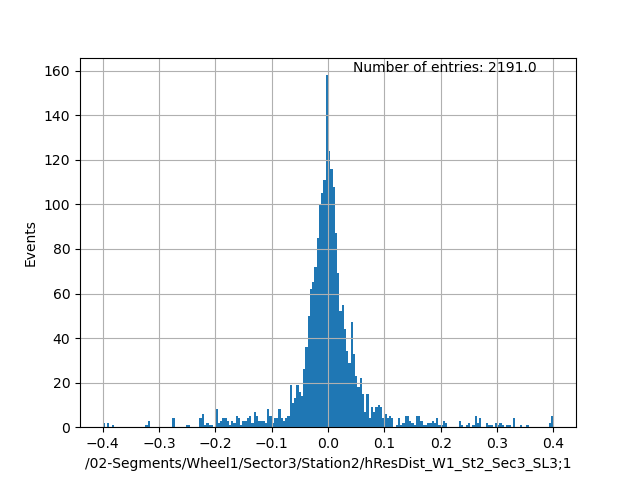 Number of entries: 2191.0
160
140
120
100
80
60
40
20
0
Events
−0.4 −0.3 −0.2 −0.1 0.0 0.1 0.2 0.3 0.4
/02-Segments/Wheel1/Sector3/Station2/hResDist_W1_St2_Sec3_SL3;1